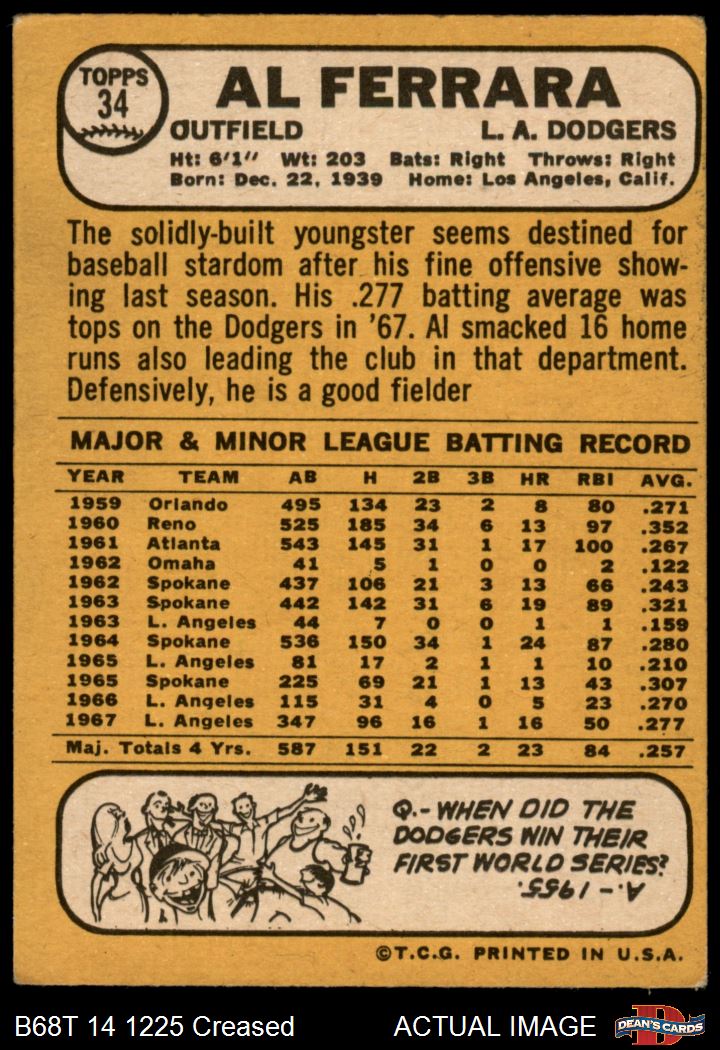 TOPPS
34
AL FERRARA
OUTFIELD L. A. DODGERS
Ht: 6'1" Wt: 203 Bats: Right Throws: Right
Born: Dec. 22, 1939 Home: Los Angeles, Calif.
The solidly-built youngster seems destined for
baseball stardom after his fine offensive show-
ing last season. His .277 batting average was
tops on the Dodgers in '67. Al smacked 16 home
runs also leading the club in that department.
Defensively, he is a good fielder
MAJOR & MINOR LEAGUE BATTING RECORD
YEAR TEAM AB H 2B 3B HR RBI AVG.
1959 Orlando 495 134 23 2 8 80 .271
1960 Reno 525 185 34 6 13 97 .352
1961 Atlanta 543 145 31 1 17 100 .267
1962 Omaha 41 5 1 0 0 2 .122
1962 Spokane 437 106 21 3 13 66 .243
1963 Spokane 442 142 31 6 19 89 .321
1963 L. Angeles 44 7 0 0 1 1 .159
1964 Spokane 536 150 34 1 24 87 .280
1965 L. Angeles 81 17 2 1 1 10 .210
1965 Spokane 225 69 21 1 13 43 .307
1966 L. Angeles 115 31 4 0 5 23 .270
1967 L. Angeles 347 96 16 1 16 50 .277
Maj. Totals 4 Yrs. 587 151 22 2 23 84 .257
Q.-WHEN DID THE
DODGERS WIN THEIR
FIRST WORLD SERIES?
A.-1955.
©T.C.G. PRINTED IN U.S.A.
B68T 14 1225 Creased ACTUAL IMAGE
D
DEAN'S CARDS